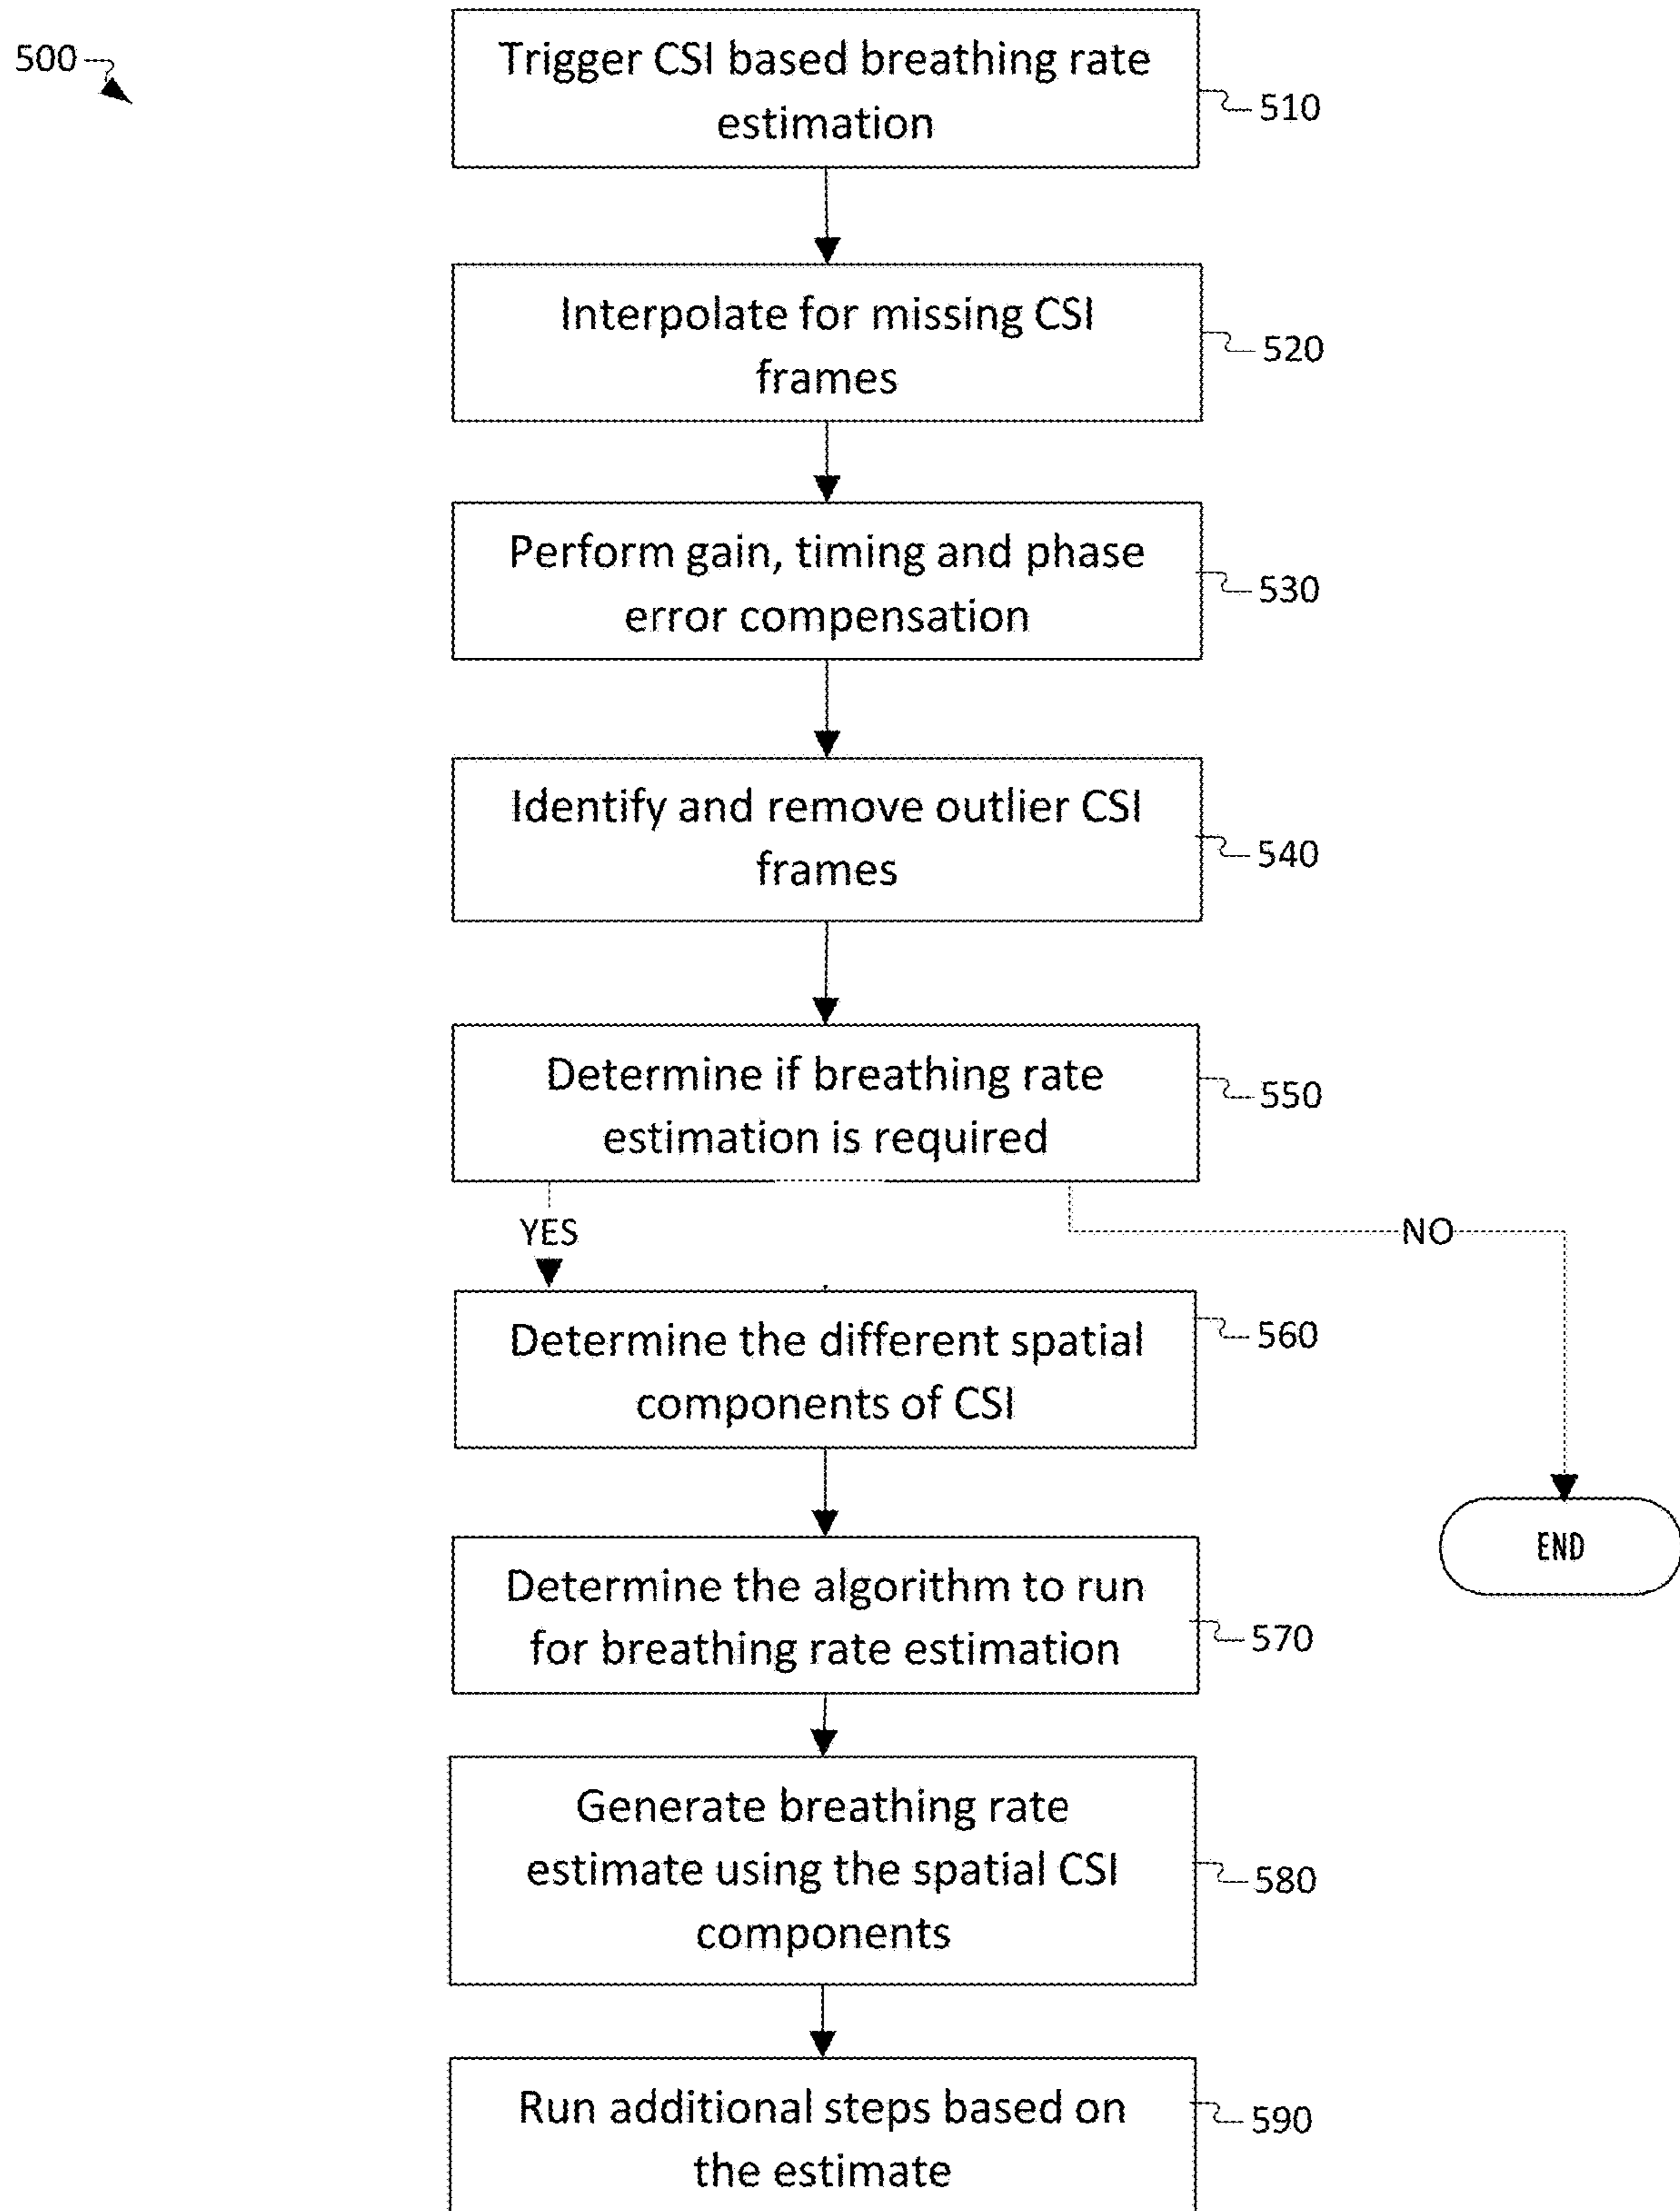 500
Trigger CSI based breathing rate
estimation
510
Interpolate for missing CSI
frames
520
Perform gain, timing and phase
error compensation
530
Identify and remove outlier CSI
frames
540
Determine if breathing rate
estimation is required
550
YES
NO
Determine the different spatial
components of CSI
560
END
Determine the algorithm to run
for breathing rate estimation
570
Generate breathing rate
estimate using the spatial CSI
components
580
Run additional steps based on
the estimate
590